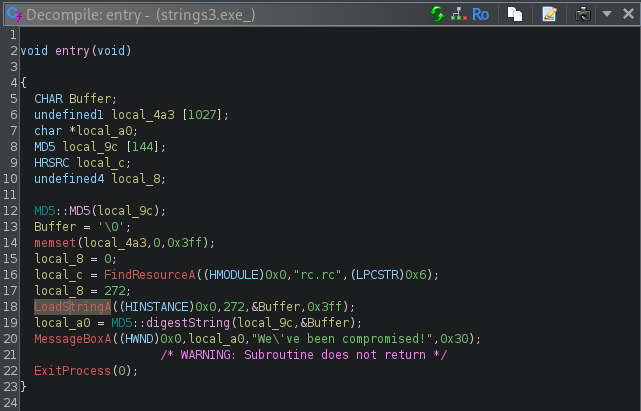 Decompile: entry - (strings3.exe_)
Ro
1
2 void entry(void)
3
4 {
5 CHAR Buffer;
6 undefined1 local_4a3 [1027];
7 char *local_a0;
8 MD5 local_9c [144];
9 HRSRC local_c;
10 undefined4 local_8;
11
12 MD5::MD5(local_9c);
13 Buffer = '\0';
14 memset(local_4a3,0,0x3ff);
15 local_8 = 0;
16 local_c = FindResourceA((HMODULE)0x0,"rc.rc",(LPCSTR)0x6);
17 local_8 = 272;
18 LoadStringA((HINSTANCE)0x0,272,&Buffer,0x3ff);
19 local_a0 = MD5::digestString(local_9c,&Buffer);
20 MessageBoxA((HWND)0x0,local_a0,"We\'ve been compromised!",0x30);
21 /* WARNING: Subroutine does not return */
22 ExitProcess(0);
23 }
24